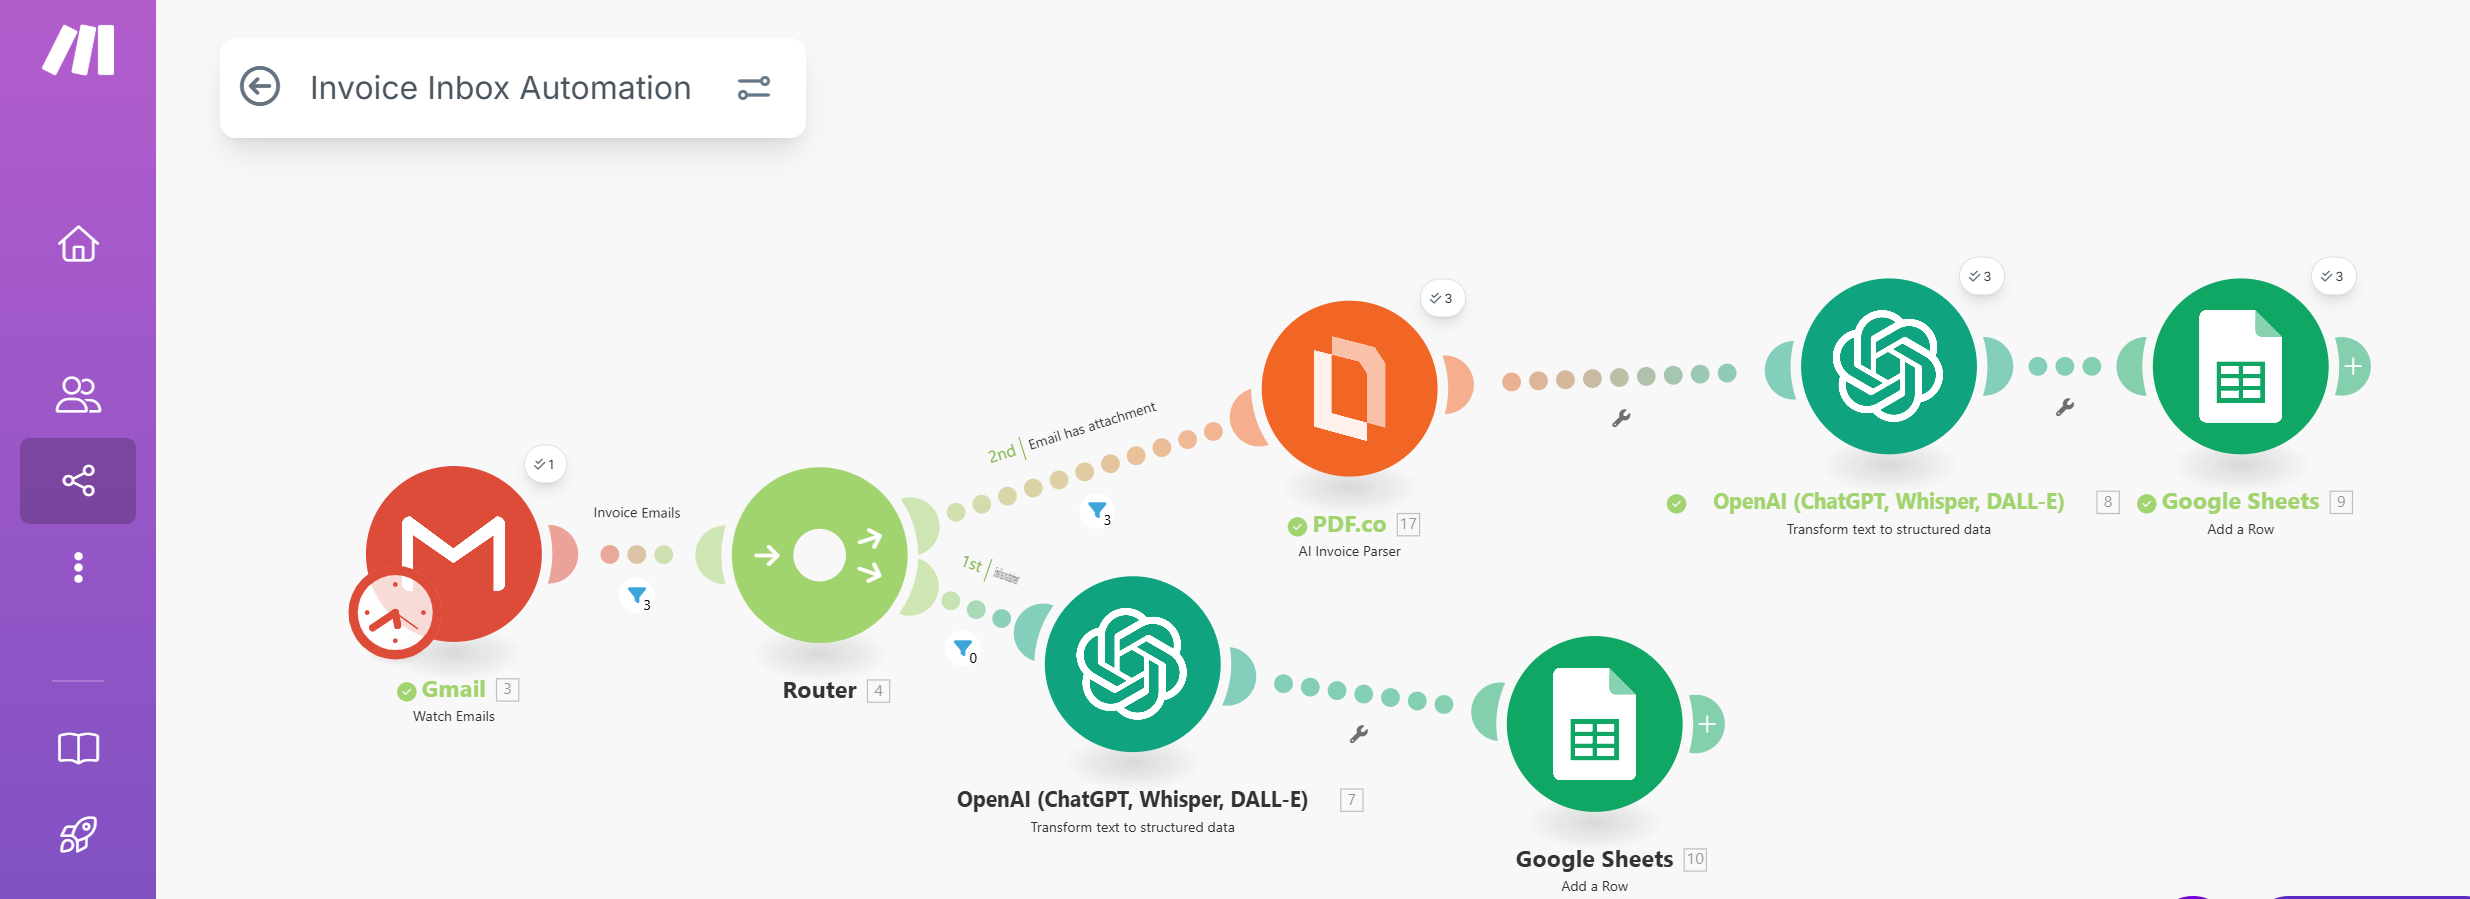 Invoice Inbox Automation
1
Gmail 3
Watch Emails
Invoice Emails
3
Router 4
2nd Email has attachment
3
1st
0
3
PDF.co 17
AI Invoice Parser
3
OpenAI (ChatGPT, Whisper, DALL-E) 8
Transform text to structured data
3
Google Sheets 9
Add a Row
OpenAI (ChatGPT, Whisper, DALL-E) 7
Transform text to structured data
Google Sheets 10
Add a Row